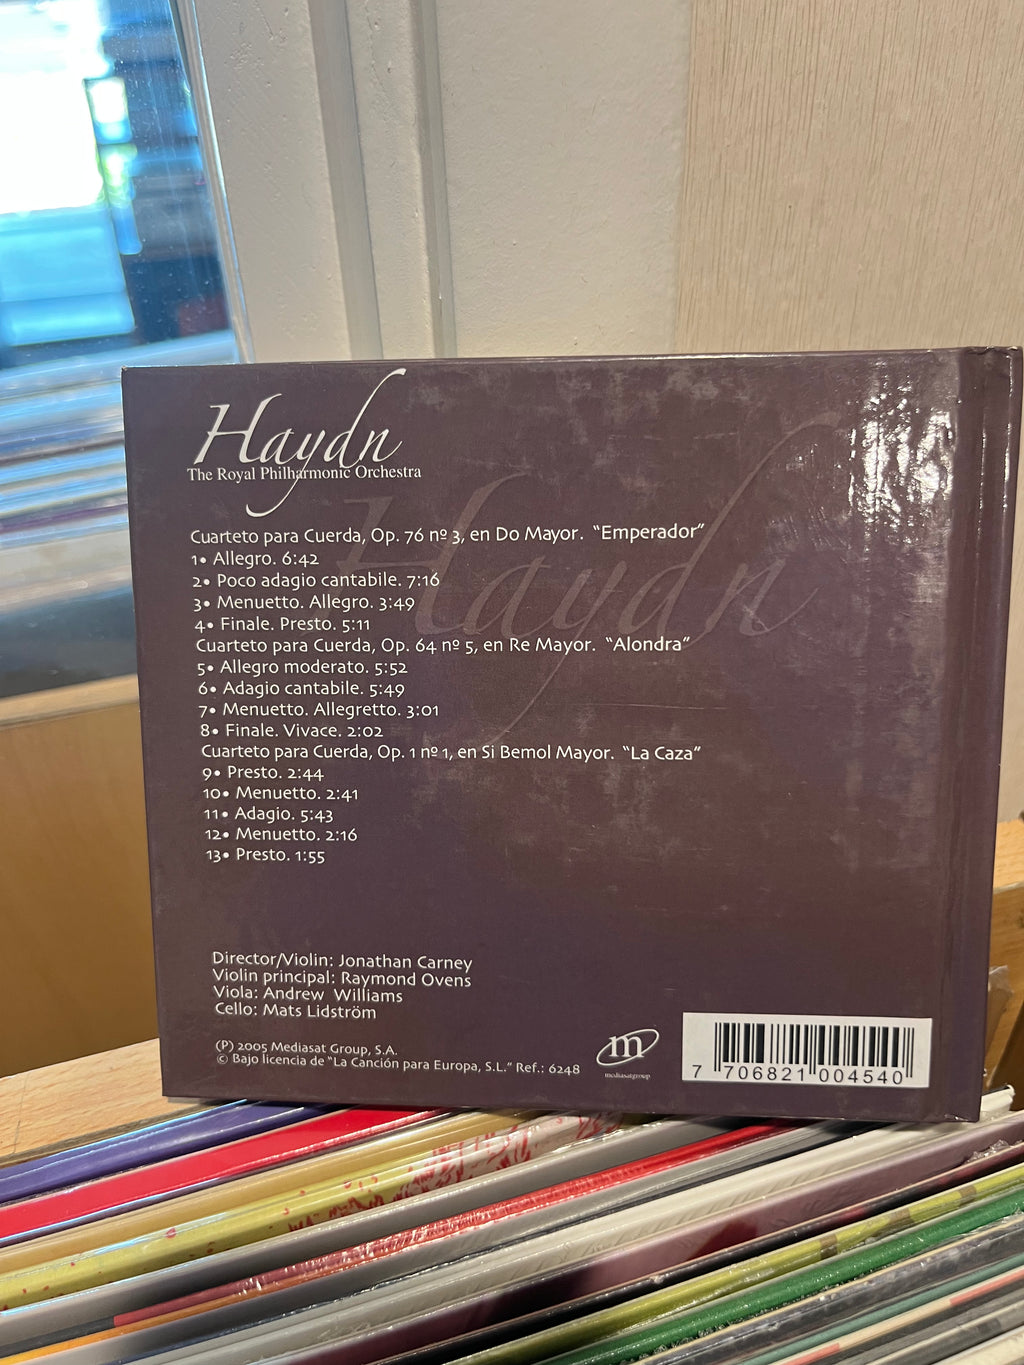 Haydn
The Royal Philharmonic Orchestra
Haydn
Cuarteto para Cuerda, Op. 76 nº 3, en Do Mayor. “Emperador”
1• Allegro. 6:42
2• Poco adagio cantabile. 7:16
3• Menuetto. Allegro. 3:49
4• Finale. Presto. 5:11
Cuarteto para Cuerda, Op. 64 nº 5, en Re Mayor. “Alondra”
5• Allegro moderato. 5:52
6• Adagio cantabile. 5:49
7• Menuetto. Allegretto. 3:01
8• Finale. Vivace. 2:02
Cuarteto para Cuerda, Op. 1 nº 1, en Si Bemol Mayor. “La Caza”
9• Presto. 2:44
10• Menuetto. 2:41
11• Adagio. 5:43
12• Menuetto. 2:16
13• Presto. 1:55
Director/Violin: Jonathan Carney
Violin principal: Raymond Ovens
Viola: Andrew Williams
Cello: Mats Lidström
(P) 2005 Mediasat Group, S.A.
© Bajo licencia de “La Canción para Europa, S.L.” Ref.: 6248
m
mediasatgroup
7 706821 004540